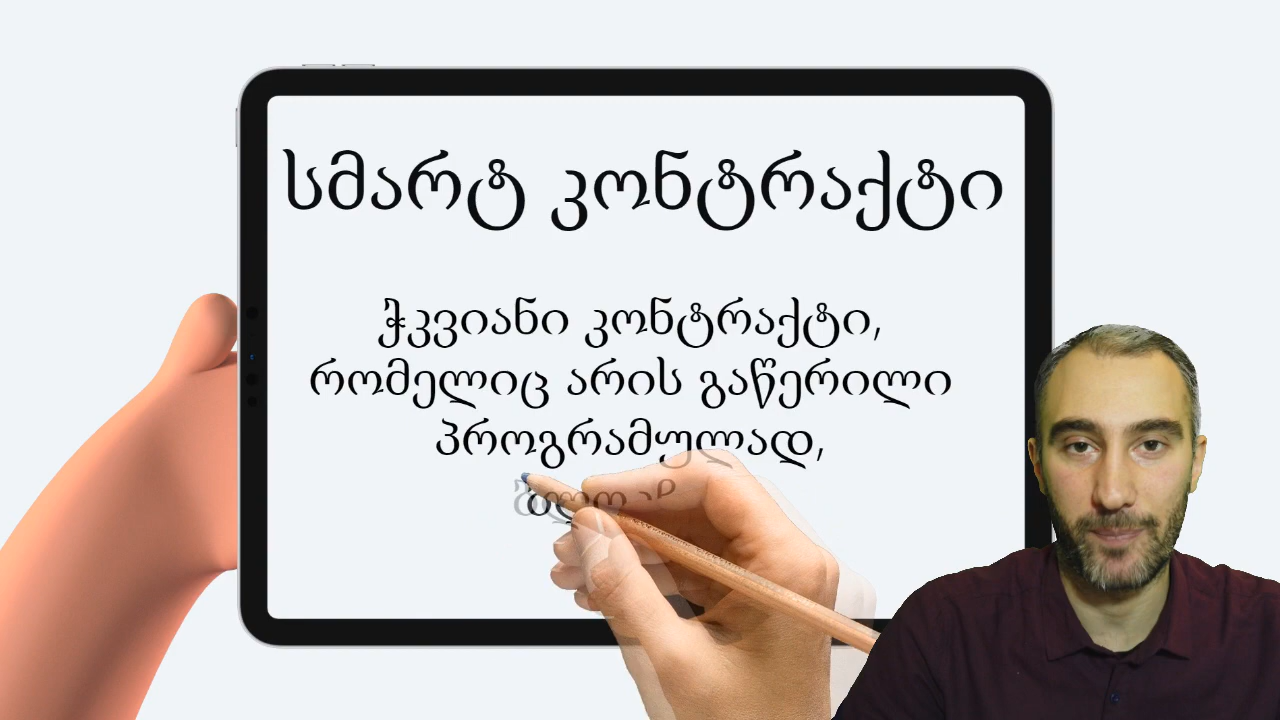 სმარტ კონტრაქტი
ჭკვიანი კონტრაქტი,
რომელიც არის გაწერილი
პროგრამულად,